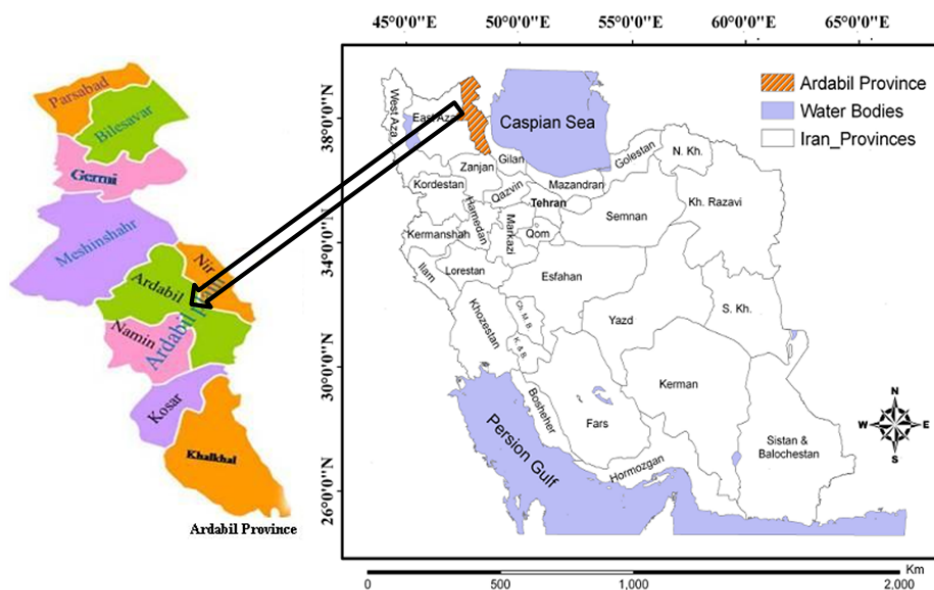 45°0'0"E 50°0'0"E 55°0'0"E 60°0'0"E 65°0'0"E
38°0'0"N
34°0'0"N
30°0'0"N
26°0'0"N
Parsabad
Bilesavar
Germi
Meshinshahr
Nir
Ardabil
Ardabil plain
Namin
Kosar
Khalkhal
Ardabil Province
Ardabil Province
Water Bodies
Iran_Provinces
West Aza
East Aza
Caspian Sea
Golestan
N. Kh.
Zanjan
Gilan
Kordestan
Qazvin
Mazandran
Tehran
Kh. Razavi
Hamedan
Semnan
Kermanshah
Markazi
Qom
Ilam
Lorestan
Esfahan
Khozestan
Ch. M. B.
Yazd
S. Kh.
K. & B.
Kerman
Bosheher
Fars
Persion Gulf
Hormozgan
Sistan &
Balochestan
N
W E
S
Km
0 500 1,000 2,000